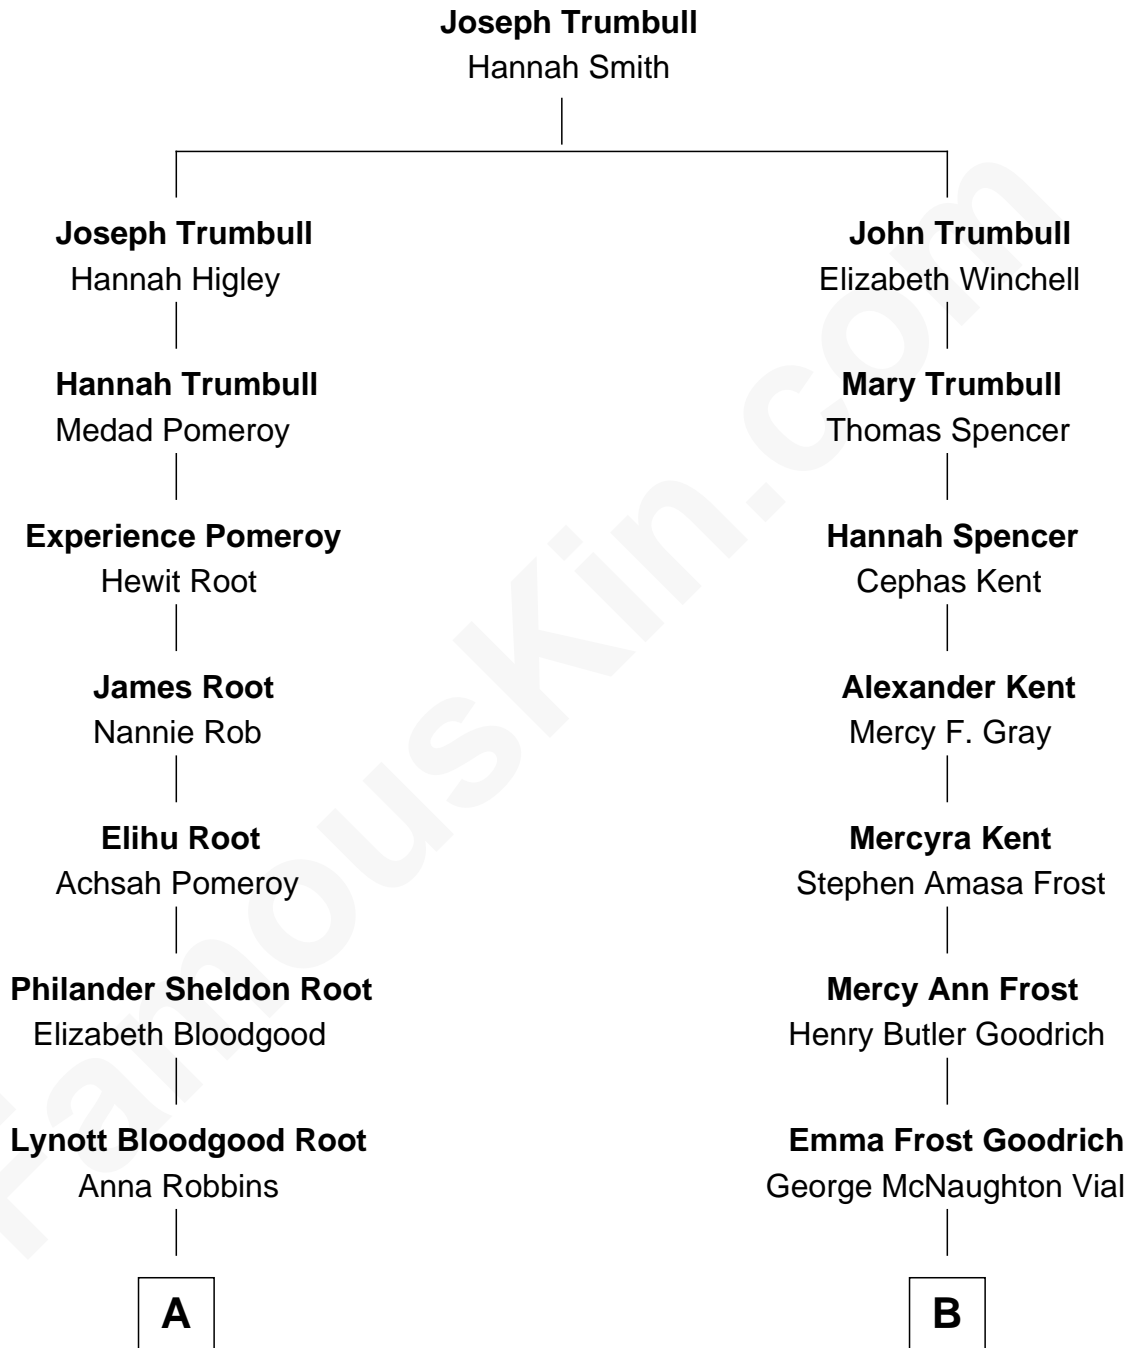 Joseph Trumbull
Hannah Smith
Joseph Trumbull
Hannah Higley
John Trumbull
Elizabeth Winchell
Hannah Trumbull
Medad Pomeroy
Mary Trumbull
Thomas Spencer
Experience Pomeroy
Hewit Root
Hannah Spencer
Cephas Kent
James Root
Nannie Rob
Alexander Kent
Mercy F. Gray
Elihu Root
Achsah Pomeroy
Mercyra Kent
Stephen Amasa Frost
Philander Sheldon Root
Elizabeth Bloodgood
Mercy Ann Frost
Henry Butler Goodrich
Lynott Bloodgood Root
Anna Robbins
Emma Frost Goodrich
George McNaughton Vial
A
B
FamousKin.com